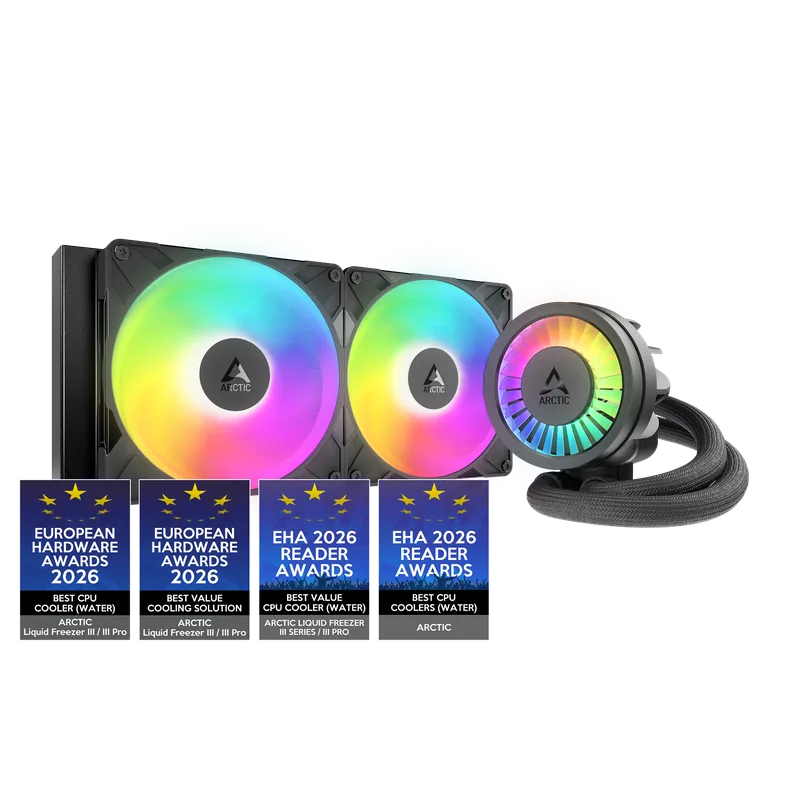 ARCTIC
ARCTIC
ARCTIC
EUROPEAN
HARDWARE
AWARDS
2026
BEST CPU
COOLER (WATER)
ARCTIC
Liquid Freezer III / III Pro
EUROPEAN
HARDWARE
AWARDS
2026
BEST VALUE
COOLING SOLUTION
ARCTIC
Liquid Freezer III / III Pro
EHA 2026
READER
AWARDS
BEST VALUE
CPU COOLER (WATER)
ARCTIC LIQUID FREEZER
III SERIES / III PRO
EHA 2026
READER
AWARDS
BEST CPU
COOLERS (WATER)
ARCTIC